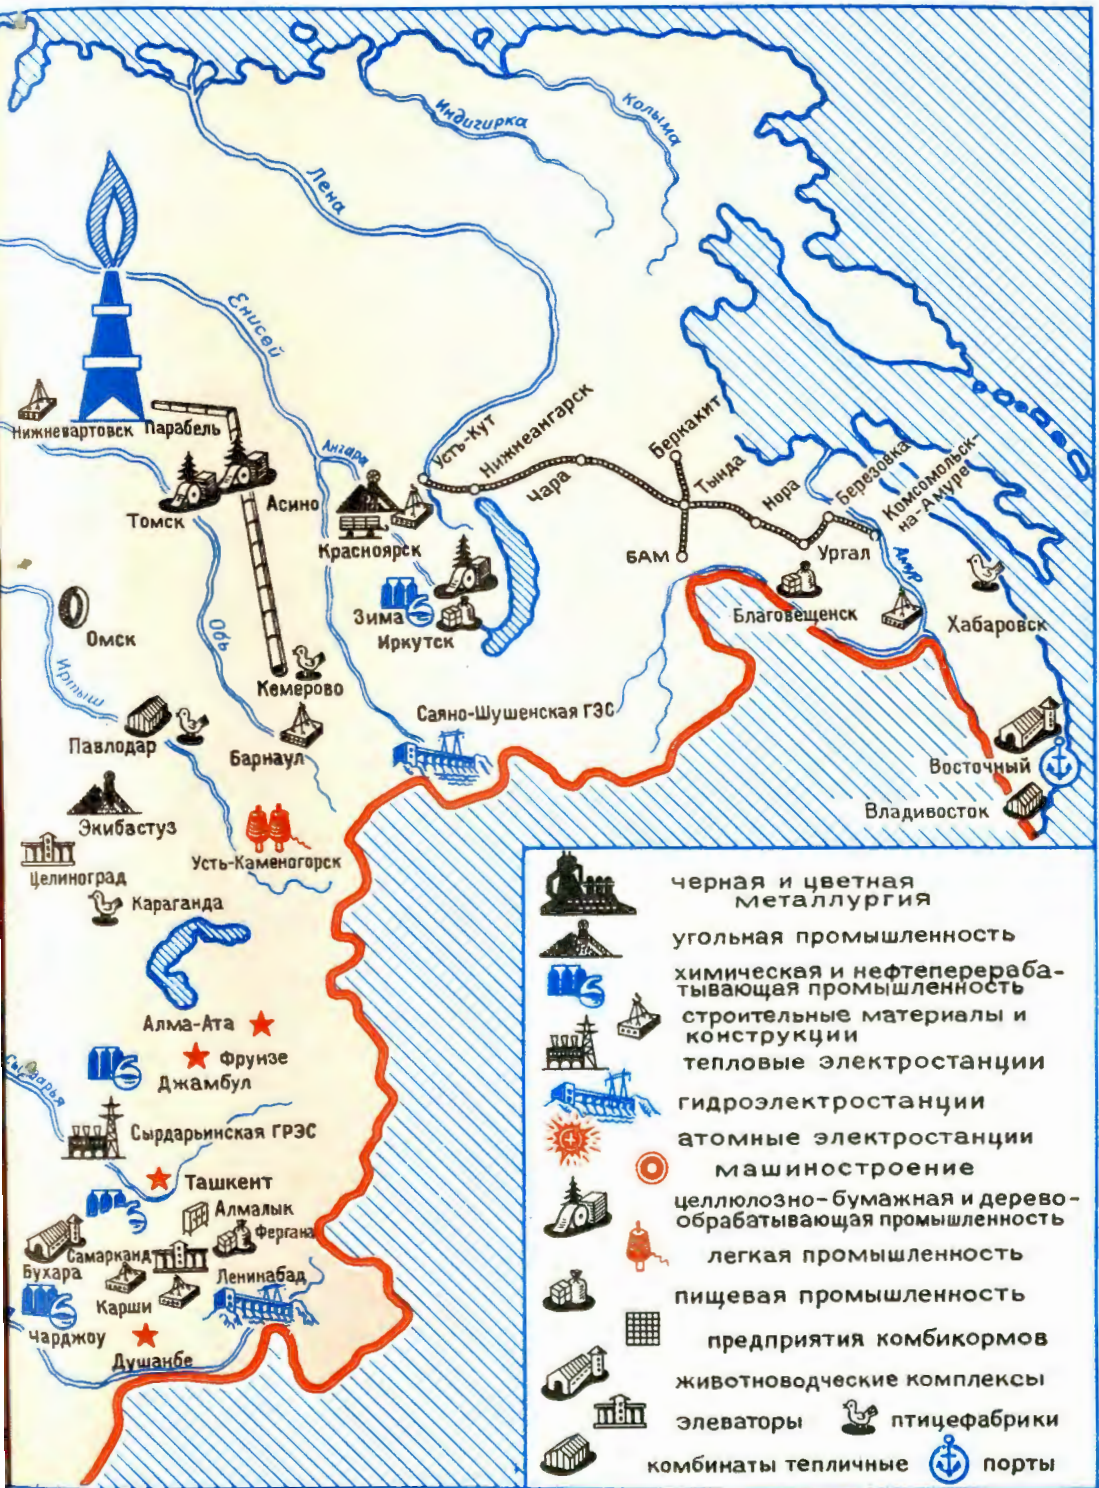 Индигирка
Колыма
Лена
Енисей
Нижневартовск
Парабель
Ангара
Усть-Кут
Нижнеангарск
Чара
Беркакит
Тында
Нора
Березовка
Комсомольск-
на-Амуре
Томск
Асино
Красноярск
БАМ
Ургал
Амур
Омск
Обь
Зима
Иркутск
Благовещенск
Хабаровск
Иртыш
Кемерово
Павлодар
Барнаул
Саяно-Шушенская ГЭС
Восточный
Владивосток
Экибастуз
Целиноград
Усть-Каменогорск
Караганда
Алма-Ата
Фрунзе
Джамбул
Сырдарья
Сырдарьинская ГРЭС
Ташкент
Алмалык
Фергана
Самарканд
Бухара
Ленинабад
Карши
Чарджоу
Душанбе
черная и цветная
металлургия
угольная промышленность
химическая и нефтеперераба-
тывающая промышленность
строительные материалы и
конструкции
тепловые электростанции
гидроэлектростанции
атомные электростанции
машиностроение
целлюлозно-бумажная и дерево-
обрабатывающая промышленность
легкая промышленность
пищевая промышленность
предприятия комбикормов
животноводческие комплексы
элеваторы птицефабрики
комбинаты тепличные порты